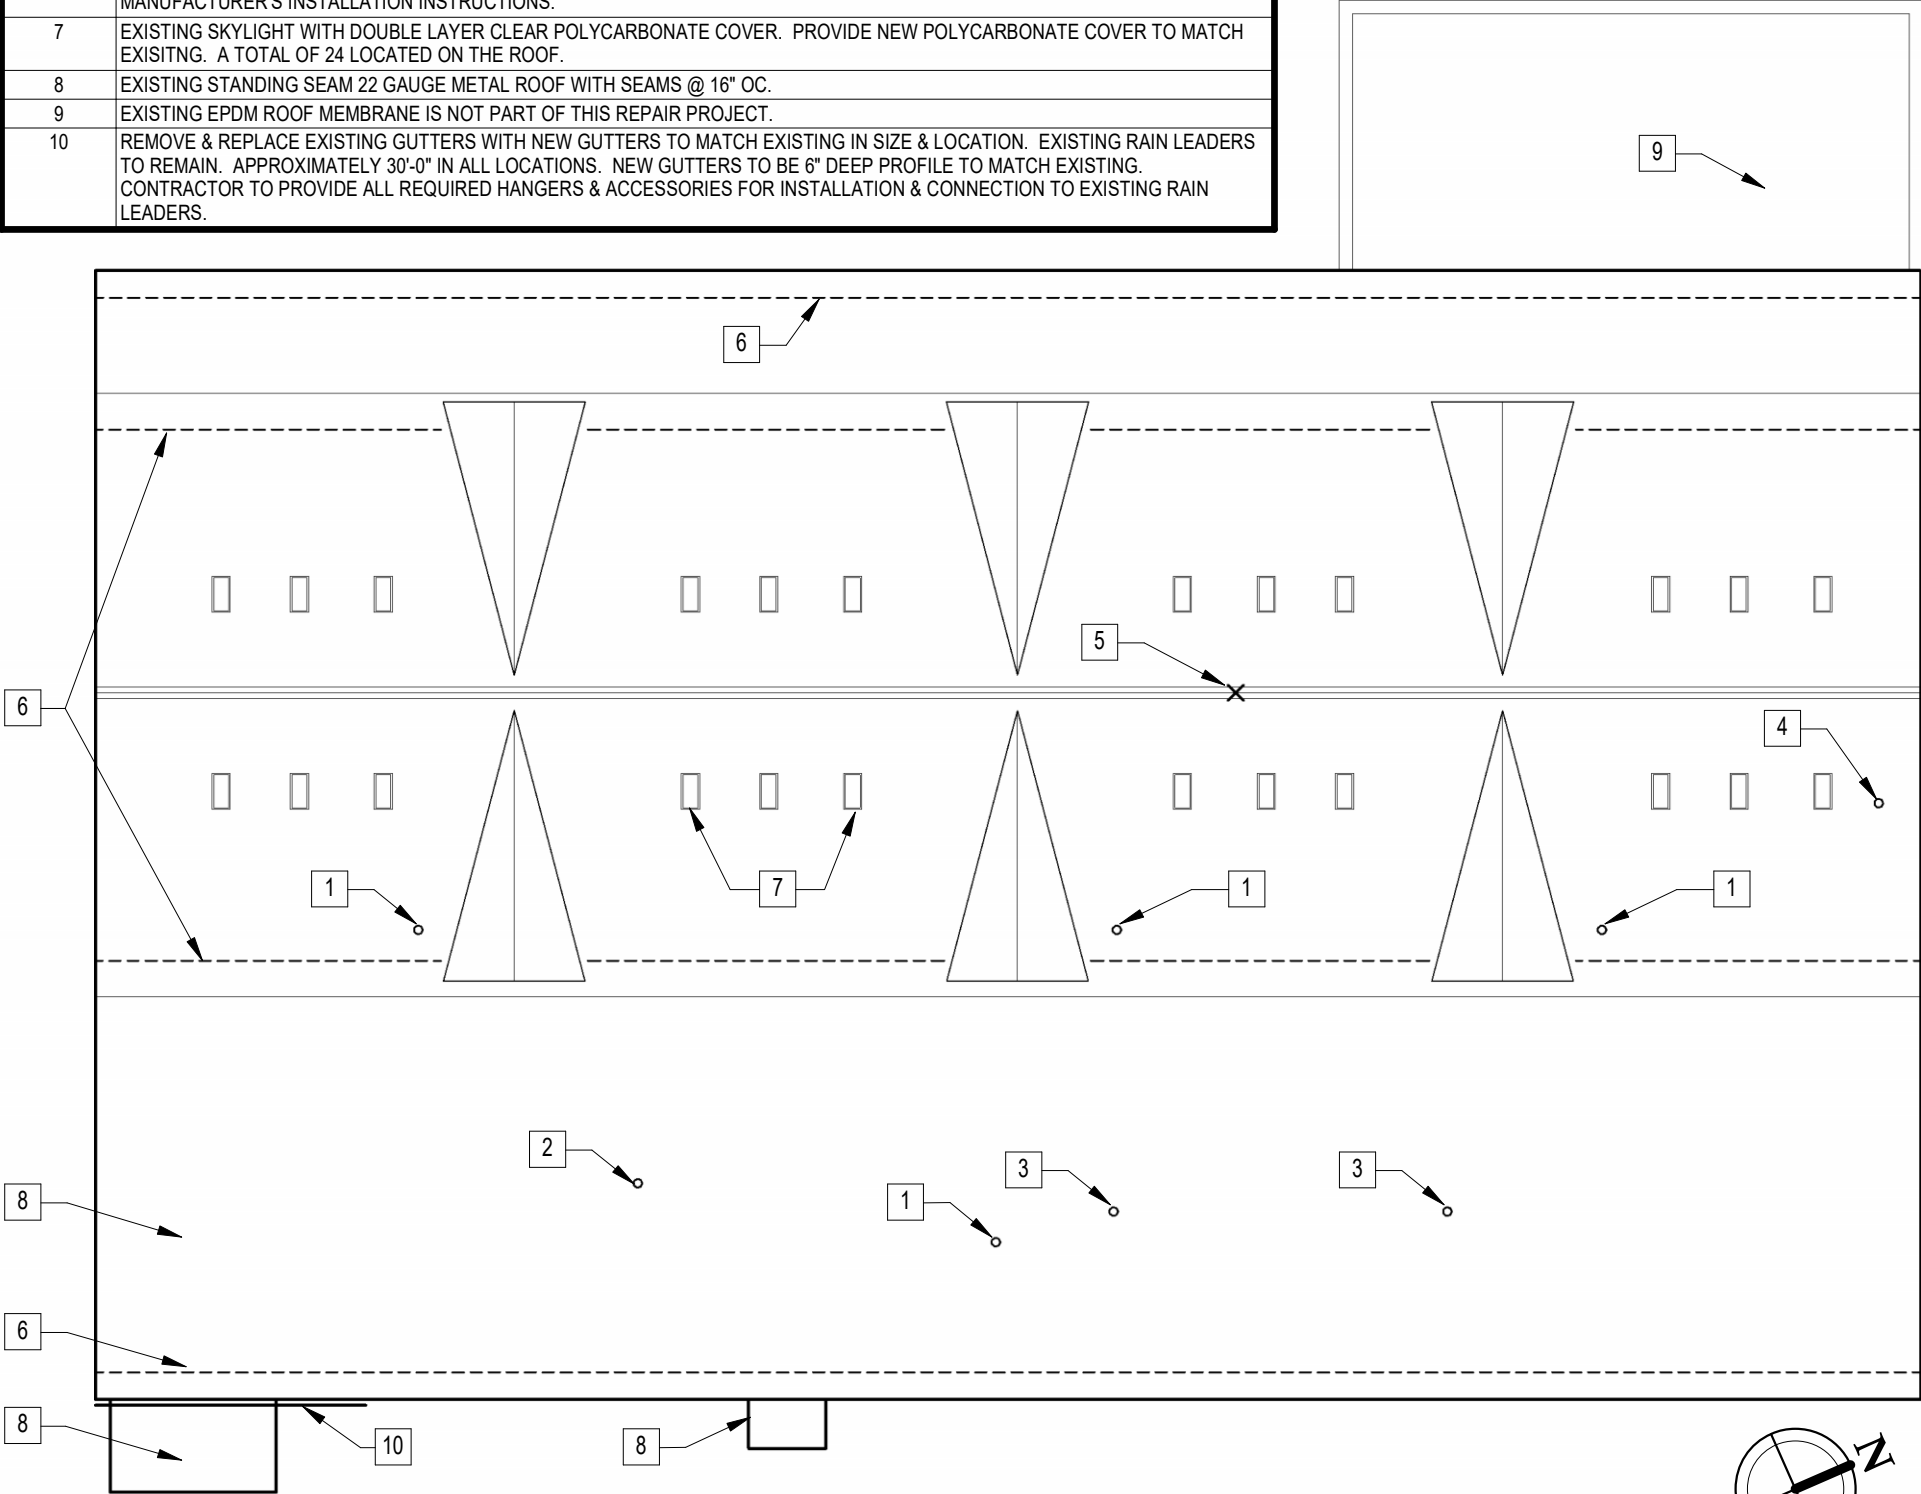 MANUFACTURER'S INSTALLATION INSTRUCTIONS.
7 EXISTING SKYLIGHT WITH DOUBLE LAYER CLEAR POLYCARBONATE COVER. PROVIDE NEW POLYCARBONATE COVER TO MATCH
EXISITNG. A TOTAL OF 24 LOCATED ON THE ROOF.
8 EXISTING STANDING SEAM 22 GAUGE METAL ROOF WITH SEAMS @ 16" OC.
9 EXISTING EPDM ROOF MEMBRANE IS NOT PART OF THIS REPAIR PROJECT.
10 REMOVE & REPLACE EXISTING GUTTERS WITH NEW GUTTERS TO MATCH EXISTING IN SIZE & LOCATION. EXISTING RAIN LEADERS
TO REMAIN. APPROXIMATELY 30'-0" IN ALL LOCATIONS. NEW GUTTERS TO BE 6" DEEP PROFILE TO MATCH EXISTING.
CONTRACTOR TO PROVIDE ALL REQUIRED HANGERS & ACCESSORIES FOR INSTALLATION & CONNECTION TO EXISTING RAIN
LEADERS.
9
6
5
6
4
1
7
1
1
2
3
3
1
8
6
8
10
8
N